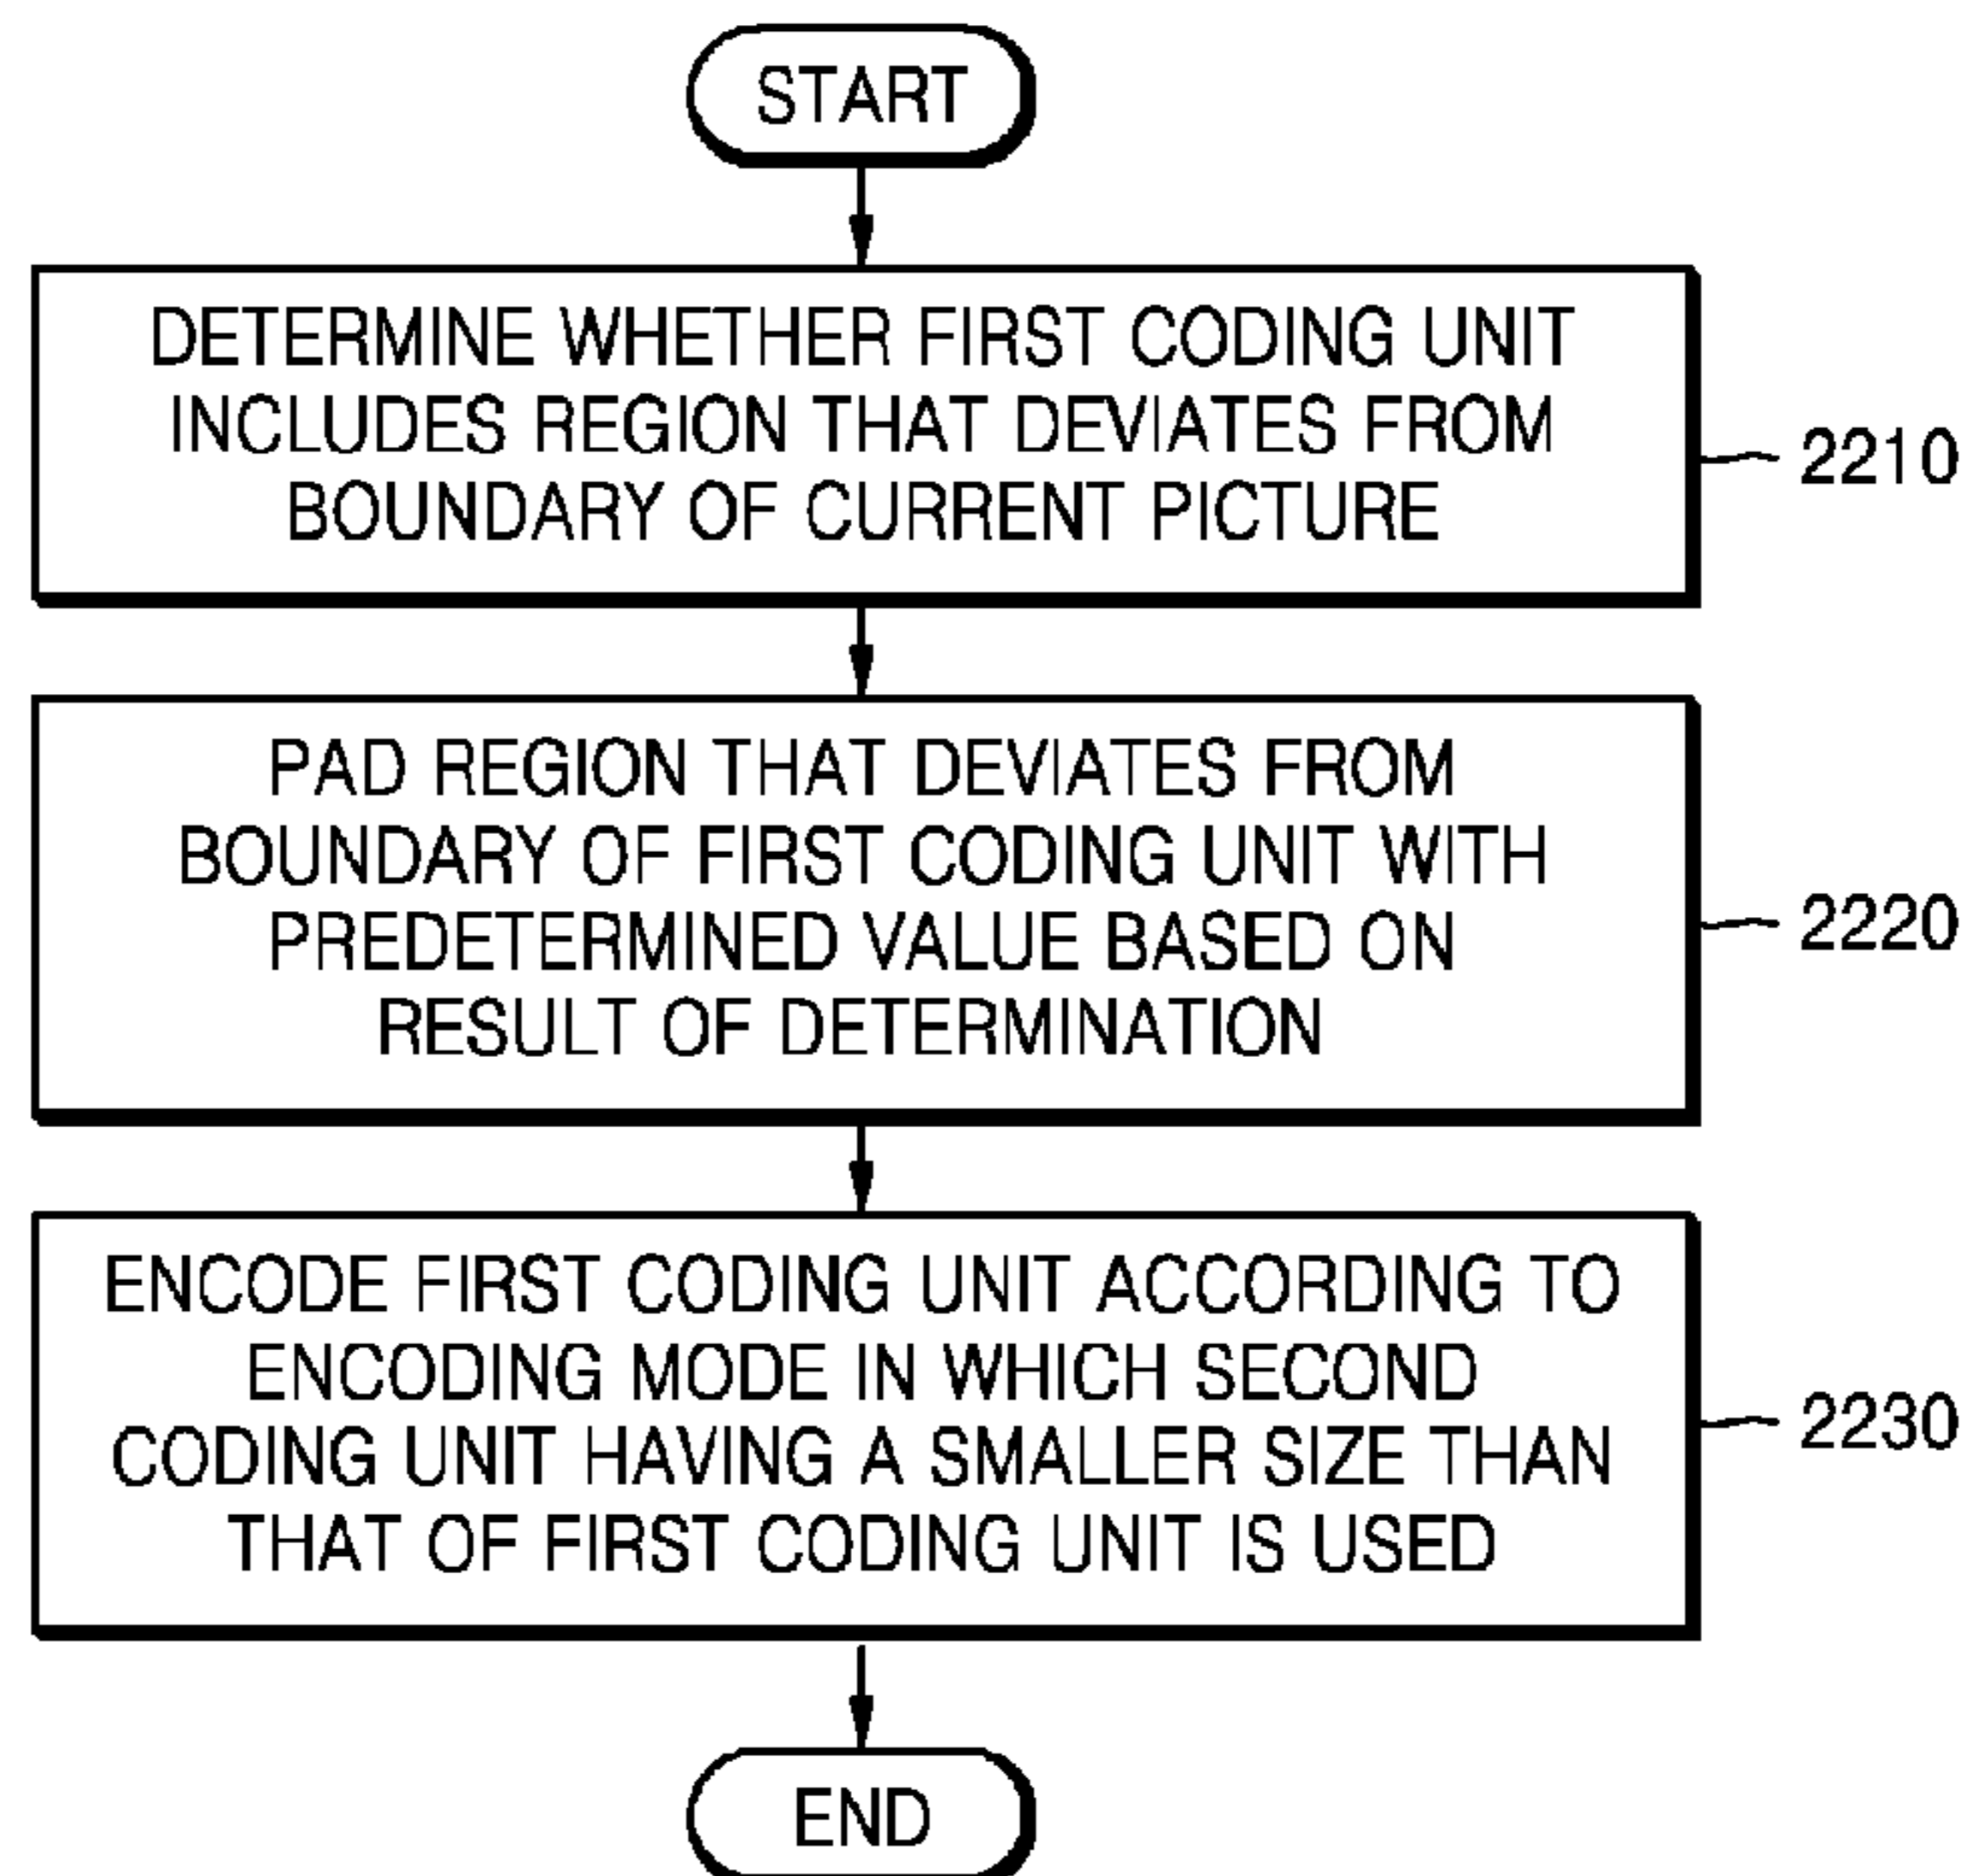 START
DETERMINE WHETHER FIRST CODING UNIT
INCLUDES REGION THAT DEVIATES FROM
BOUNDARY OF CURRENT PICTURE
2210
PAD REGION THAT DEVIATES FROM
BOUNDARY OF FIRST CODING UNIT WITH
PREDETERMINED VALUE BASED ON
RESULT OF DETERMINATION
2220
ENCODE FIRST CODING UNIT ACCORDING TO
ENCODING MODE IN WHICH SECOND
CODING UNIT HAVING A SMALLER SIZE THAN
THAT OF FIRST CODING UNIT IS USED
2230
END